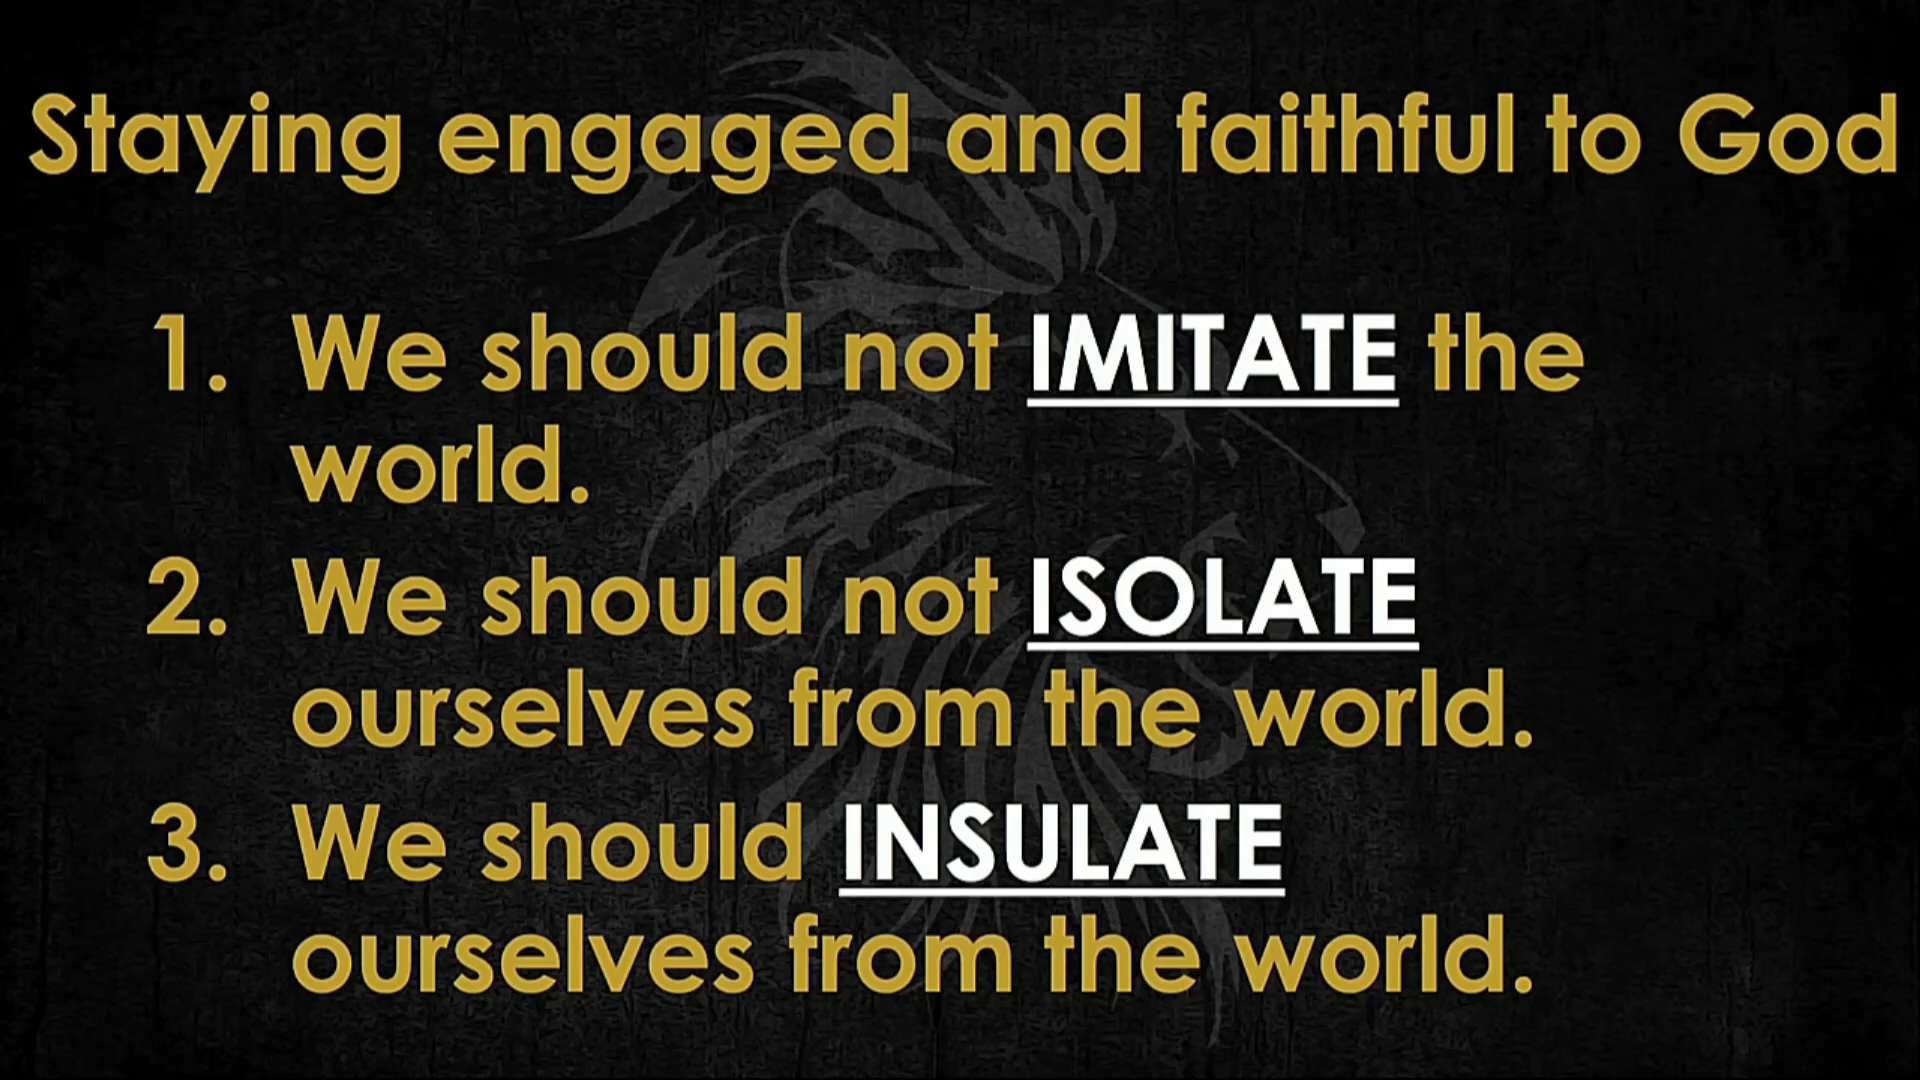 Staying engaged and faithful to God
1. We should not IMITATE the
world.
2. We should not ISOLATE
ourselves from the world.
3. We should INSULATE
ourselves from the world.